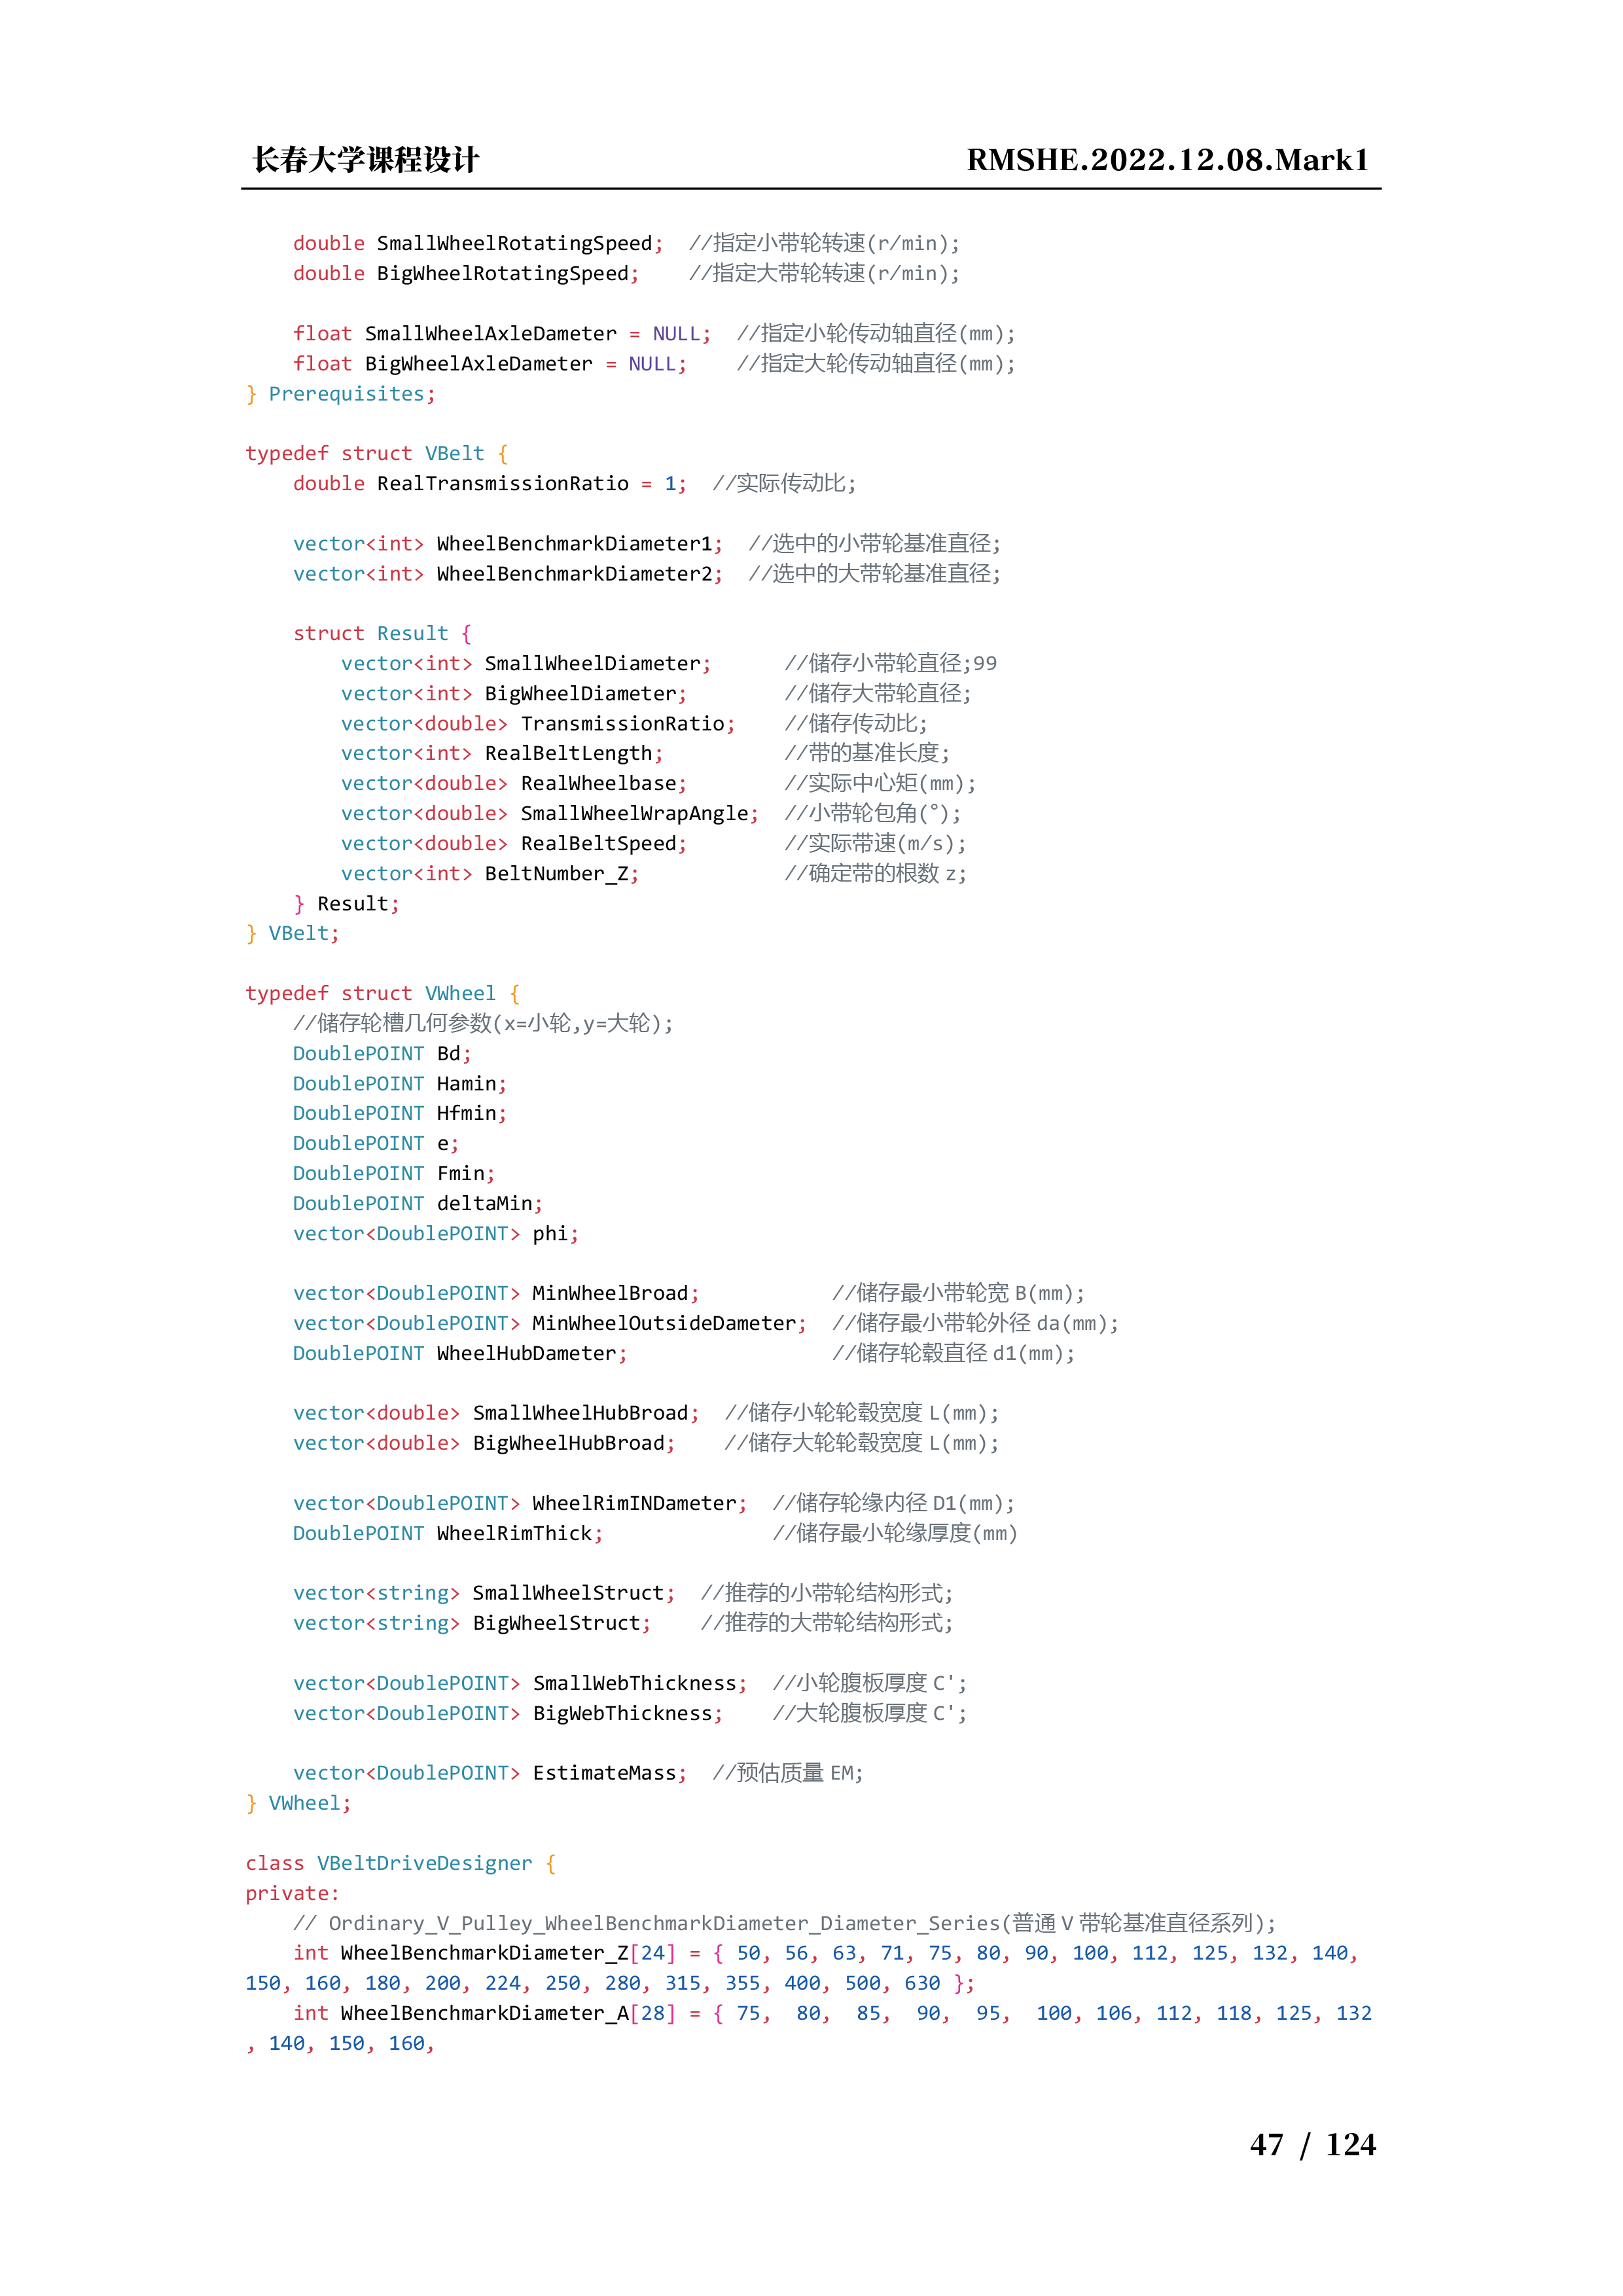 长春大学课程设计 RMSHE.2022.12.08.Mark1
    double SmallWheelRotatingSpeed;  //指定小带轮转速(r/min);
    double BigWheelRotatingSpeed;    //指定大带轮转速(r/min);

    float SmallWheelAxleDameter = NULL;  //指定小轮传动轴直径(mm);
    float BigWheelAxleDameter = NULL;    //指定大轮传动轴直径(mm);
} Prerequisites;

typedef struct VBelt {
    double RealTransmissionRatio = 1;  //实际传动比;

    vector<int> WheelBenchmarkDiameter1;  //选中的小带轮基准直径;
    vector<int> WheelBenchmarkDiameter2;  //选中的大带轮基准直径;

    struct Result {
        vector<int> SmallWheelDiameter;      //储存小带轮直径;99
        vector<int> BigWheelDiameter;        //储存大带轮直径;
        vector<double> TransmissionRatio;    //储存传动比;
        vector<int> RealBeltLength;          //带的基准长度;
        vector<double> RealWheelbase;        //实际中心矩(mm);
        vector<double> SmallWheelWrapAngle;  //小带轮包角(°);
        vector<double> RealBeltSpeed;        //实际带速(m/s);
        vector<int> BeltNumber_Z;            //确定带的根数 z;
    } Result;
} VBelt;

typedef struct VWheel {
    //储存轮槽几何参数(x=小轮,y=大轮);
    DoublePOINT Bd;
    DoublePOINT Hamin;
    DoublePOINT Hfmin;
    DoublePOINT e;
    DoublePOINT Fmin;
    DoublePOINT deltaMin;
    vector<DoublePOINT> phi;

    vector<DoublePOINT> MinWheelBroad;           //储存最小带轮宽 B(mm);
    vector<DoublePOINT> MinWheelOutsideDameter;  //储存最小带轮外径 da(mm);
    DoublePOINT WheelHubDameter;                 //储存轮毂直径 d1(mm);

    vector<double> SmallWheelHubBroad;  //储存小轮轮毂宽度 L(mm);
    vector<double> BigWheelHubBroad;    //储存大轮轮毂宽度 L(mm);

    vector<DoublePOINT> WheelRimINDameter;  //储存轮缘内径 D1(mm);
    DoublePOINT WheelRimThick;              //储存最小轮缘厚度(mm)

    vector<string> SmallWheelStruct;  //推荐的小带轮结构形式;
    vector<string> BigWheelStruct;    //推荐的大带轮结构形式;

    vector<DoublePOINT> SmallWebThickness;  //小轮腹板厚度 C';
    vector<DoublePOINT> BigWebThickness;    //大轮腹板厚度 C';

    vector<DoublePOINT> EstimateMass;  //预估质量 EM;
} VWheel;

class VBeltDriveDesigner {
private:
    // Ordinary_V_Pulley_WheelBenchmarkDiameter_Diameter_Series(普通 V 带轮基准直径系列);
    int WheelBenchmarkDiameter_Z[24] = { 50, 56, 63, 71, 75, 80, 90, 100, 112, 125, 132, 140,
150, 160, 180, 200, 224, 250, 280, 315, 355, 400, 500, 630 };
    int WheelBenchmarkDiameter_A[28] = { 75,  80,  85,  90,  95,  100, 106, 112, 118, 125, 132
, 140, 150, 160,
47 / 124